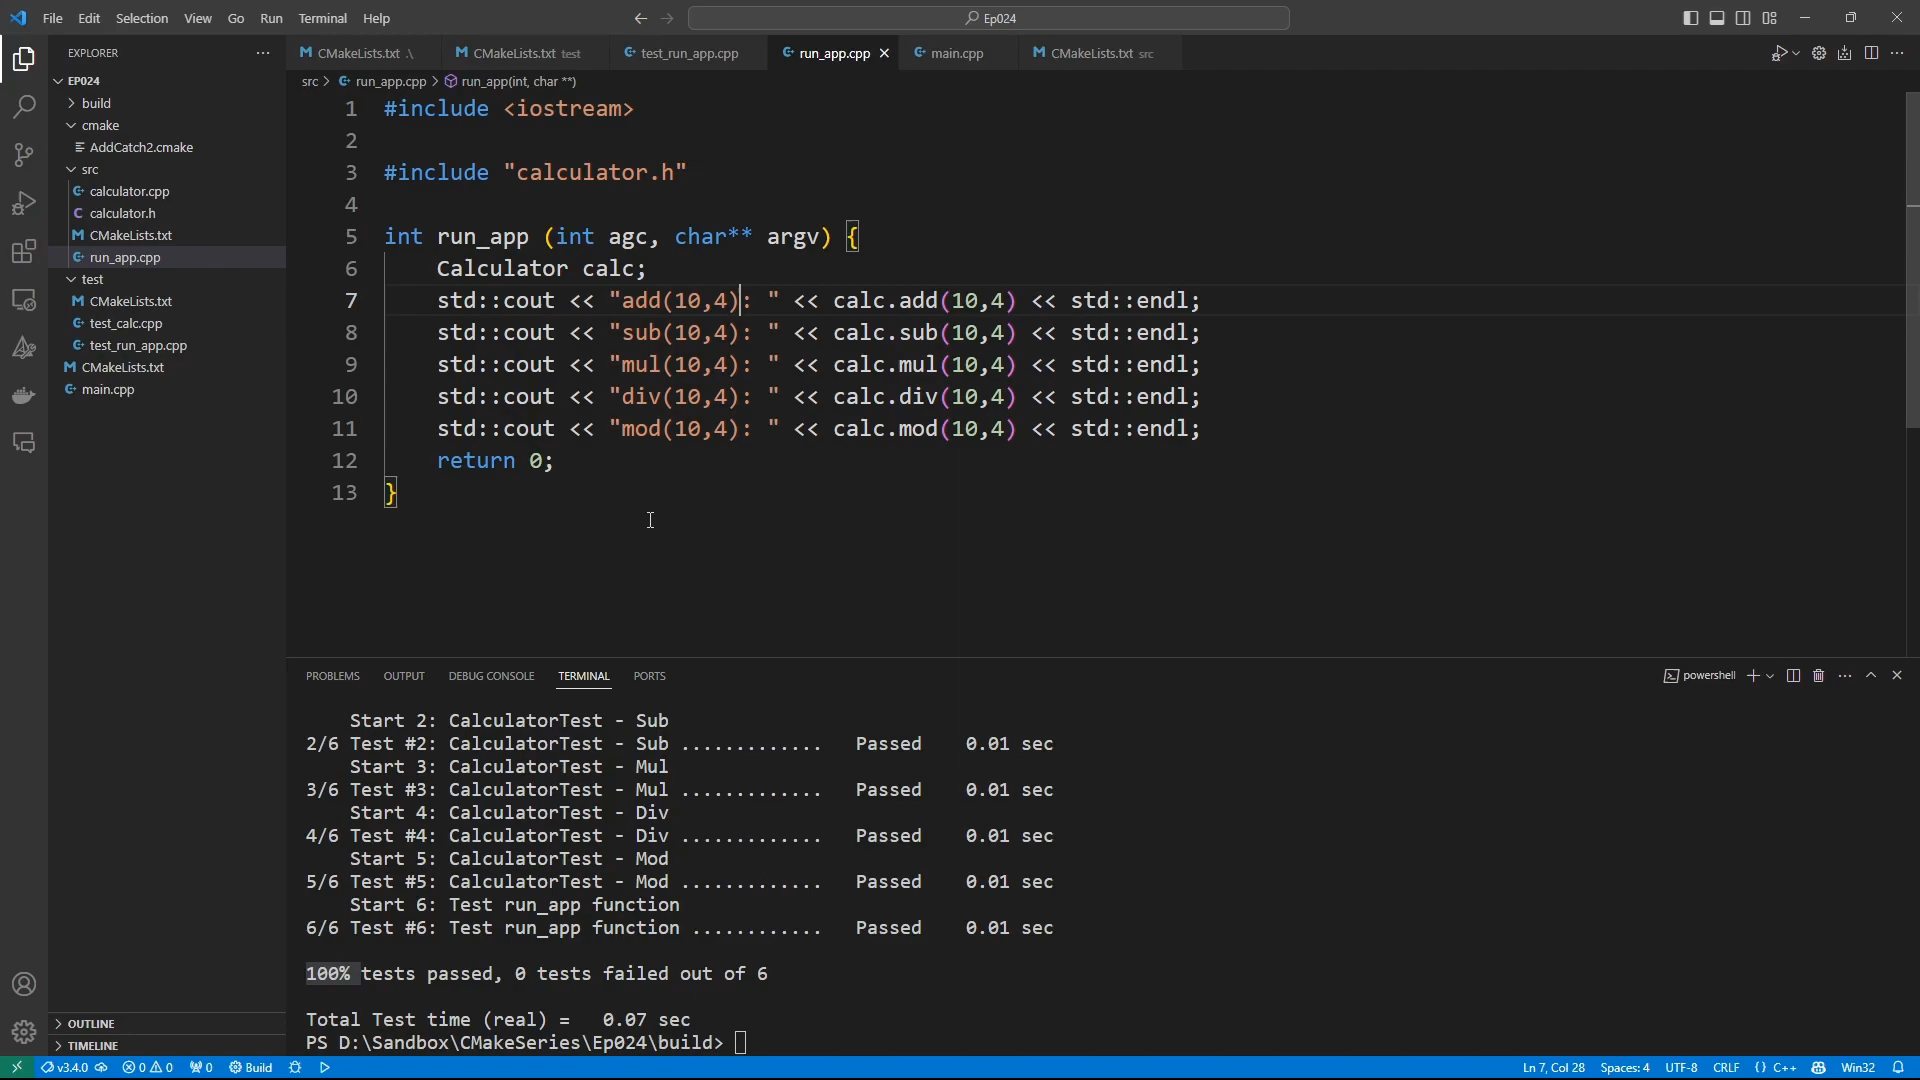 File Edit Selection View Go Run Terminal Help
Ep024
EXPLORER
EP024
build
cmake
AddCatch2.cmake
src
calculator.cpp
calculator.h
CMakeLists.txt
run_app.cpp
test
CMakeLists.txt
test_calc.cpp
test_run_app.cpp
CMakeLists.txt
main.cpp
OUTLINE
TIMELINE
CMakeLists.txt .\ CMakeLists.txt test test_run_app.cpp run_app.cpp main.cpp CMakeLists.txt src
src > run_app.cpp > run_app(int, char **)
1 #include <iostream>
2
3 #include "calculator.h"
4
5 int run_app (int agc, char** argv) {
6 Calculator calc;
7 std::cout << "add(10,4): " << calc.add(10,4) << std::endl;
8 std::cout << "sub(10,4): " << calc.sub(10,4) << std::endl;
9 std::cout << "mul(10,4): " << calc.mul(10,4) << std::endl;
10 std::cout << "div(10,4): " << calc.div(10,4) << std::endl;
11 std::cout << "mod(10,4): " << calc.mod(10,4) << std::endl;
12 return 0;
13 }
PROBLEMS OUTPUT DEBUG CONSOLE TERMINAL PORTS
powershell
Start 2: CalculatorTest - Sub
2/6 Test #2: CalculatorTest - Sub ............. Passed 0.01 sec
Start 3: CalculatorTest - Mul
3/6 Test #3: CalculatorTest - Mul ............. Passed 0.01 sec
Start 4: CalculatorTest - Div
4/6 Test #4: CalculatorTest - Div ............. Passed 0.01 sec
Start 5: CalculatorTest - Mod
5/6 Test #5: CalculatorTest - Mod ............. Passed 0.01 sec
Start 6: Test run_app function
6/6 Test #6: Test run_app function ............ Passed 0.01 sec
100% tests passed, 0 tests failed out of 6
Total Test time (real) = 0.07 sec
PS D:\Sandbox\CMakeSeries\Ep024\build>
v3.4.0 0 0 0 Build Ln 7, Col 28 Spaces: 4 UTF-8 CRLF {} C++ Win32